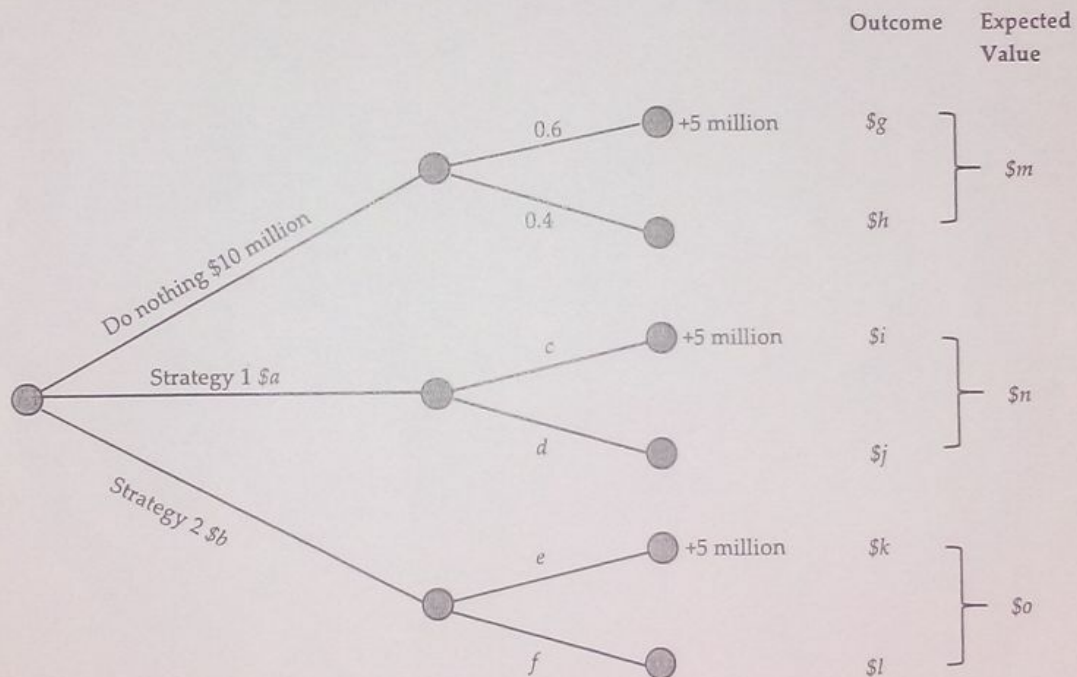 Outcome Expected
Value
0.6 +5 million $g
$m
0.4 $h
Do nothing $10 million
c +5 million $i
Strategy 1 $a $n
d $j
Strategy 2 $b
e +5 million $k
$o
f $l